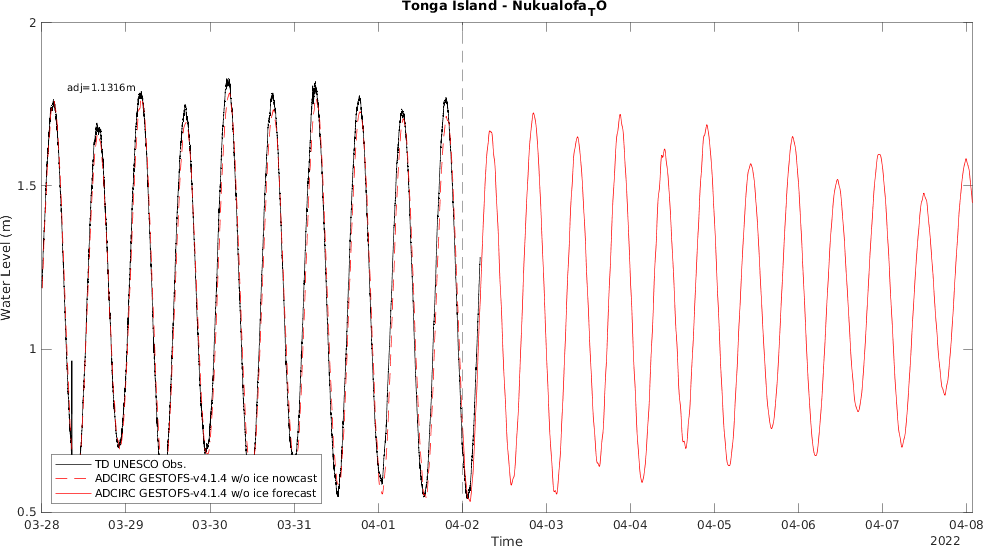 Tonga Island - NukualofaTO
2
adj=1.1316m
1.5
Water Level (m)
1
TD UNESCO Obs.
ADCIRC GESTOFS-v4.1.4 w/o ice nowcast
ADCIRC GESTOFS-v4.1.4 w/o ice forecast
0.5
03-28 03-29 03-30 03-31 04-01 04-02 04-03 04-04 04-05 04-06 04-07 04-08
Time
2022